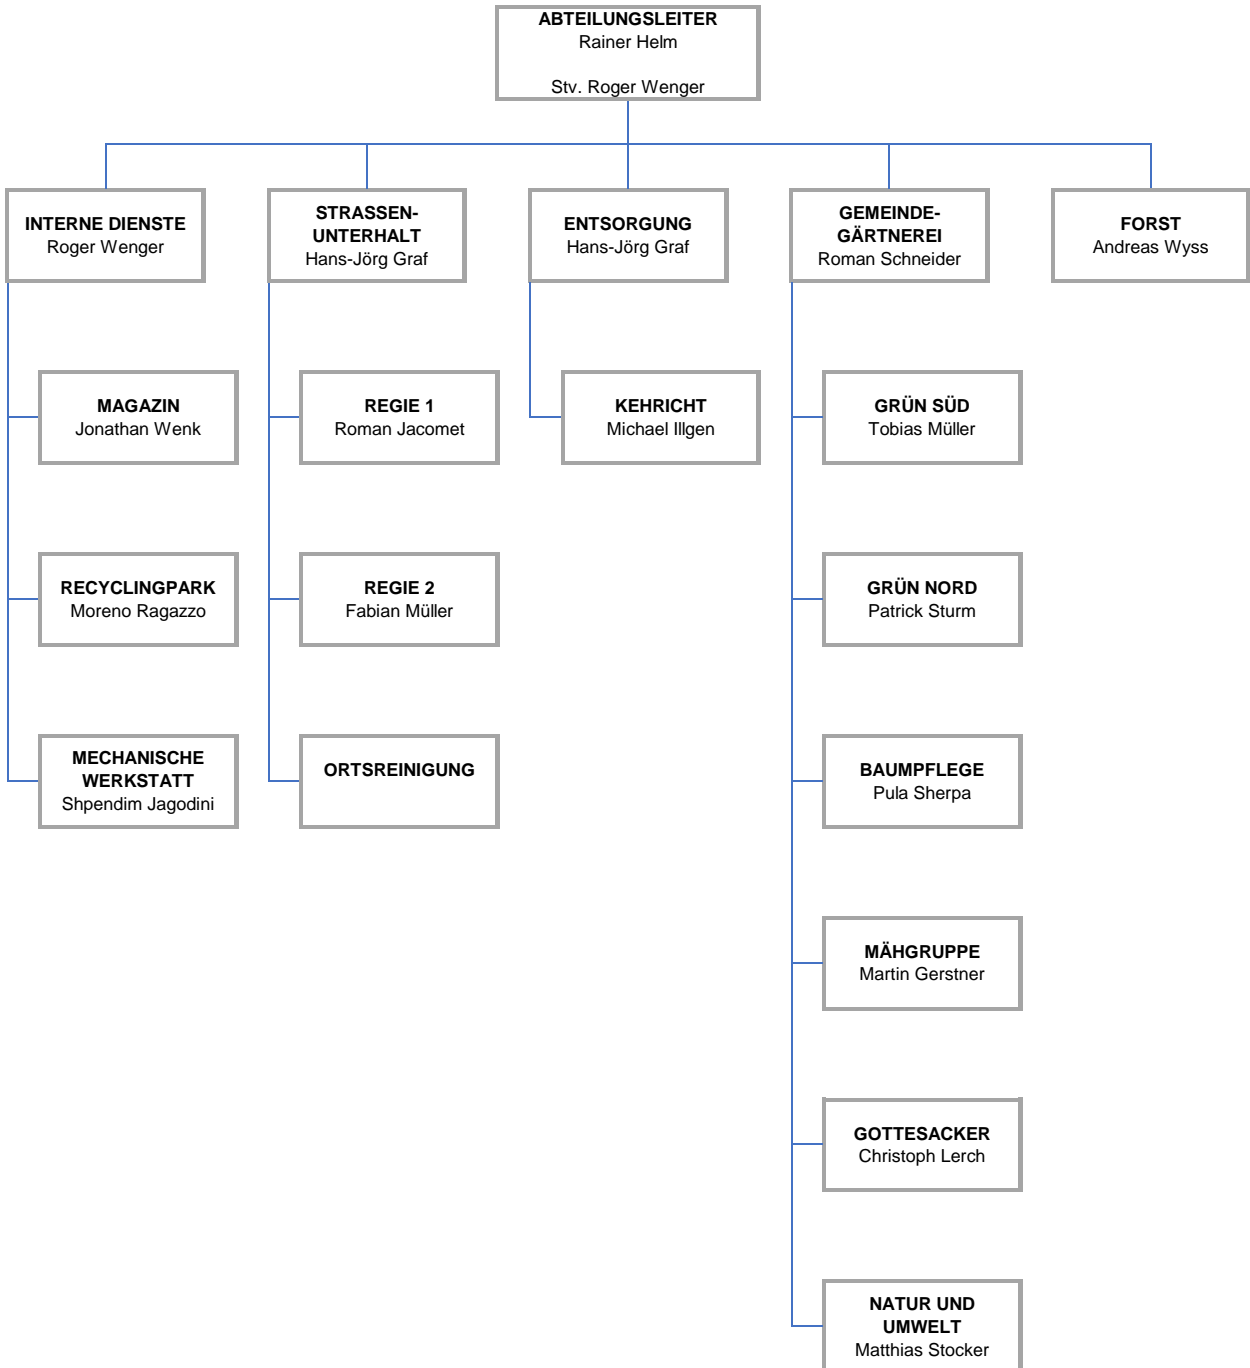 ABTEILUNGSLEITER
Rainer Helm
Stv. Roger Wenger
INTERNE DIENSTE
Roger Wenger
STRASSEN-
UNTERHALT
Hans-Jörg Graf
ENTSORGUNG
Hans-Jörg Graf
GEMEINDE-
GÄRTNEREI
Roman Schneider
FORST
Andreas Wyss
MAGAZIN
Jonathan Wenk
REGIE 1
Roman Jacomet
KEHRICHT
Michael Illgen
GRÜN SÜD
Tobias Müller
RECYCLINGPARK
Moreno Ragazzo
REGIE 2
Fabian Müller
GRÜN NORD
Patrick Sturm
MECHANISCHE
WERKSTATT
Shpendim Jagodini
ORTSREINIGUNG
BAUMPFLEGE
Pula Sherpa
MÄHGRUPPE
Martin Gerstner
GOTTESACKER
Christoph Lerch
NATUR UND
UMWELT
Matthias Stocker